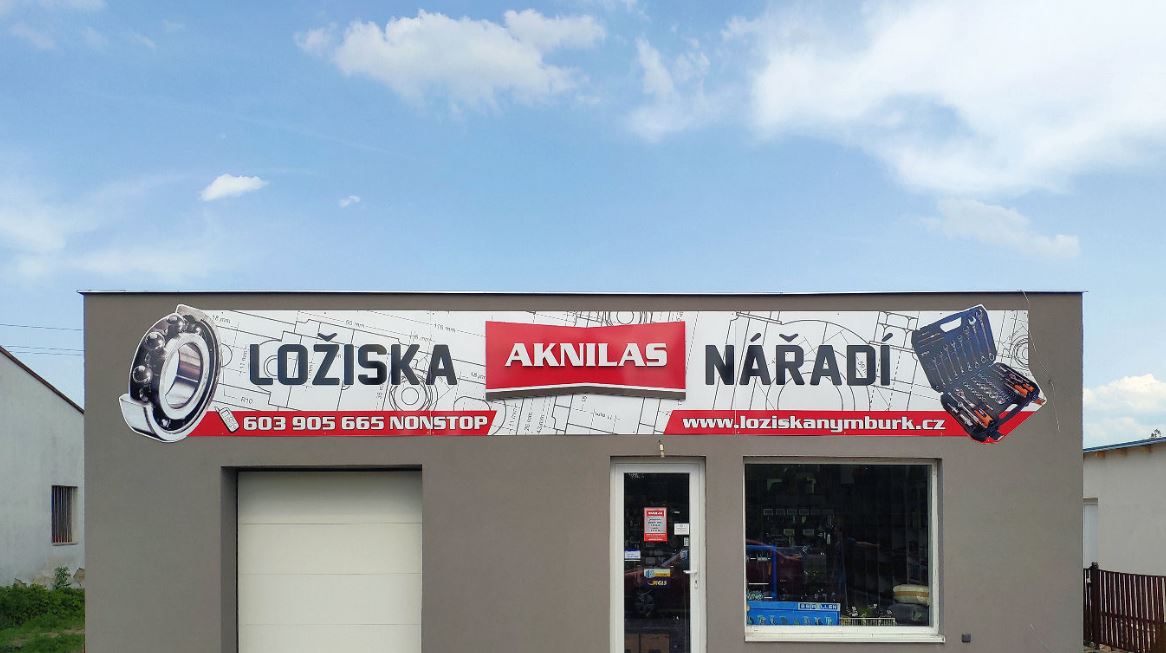 LOŽISKA
AKNILAS
NÁŘADÍ
603 905 665 NONSTOP
www.loziskanymburk.cz